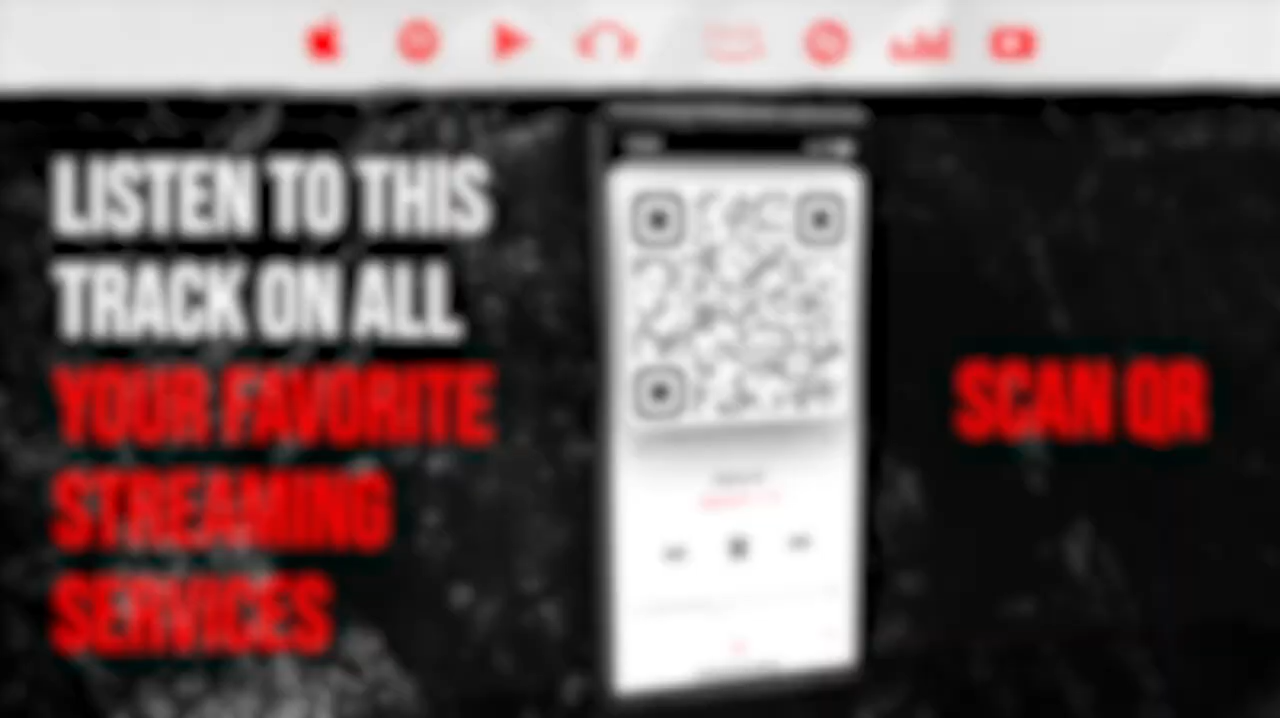 LISTEN TO THIS
TRACK ON ALL
YOUR FAVORITE
STREAMING
SERVICES
SCAN QR